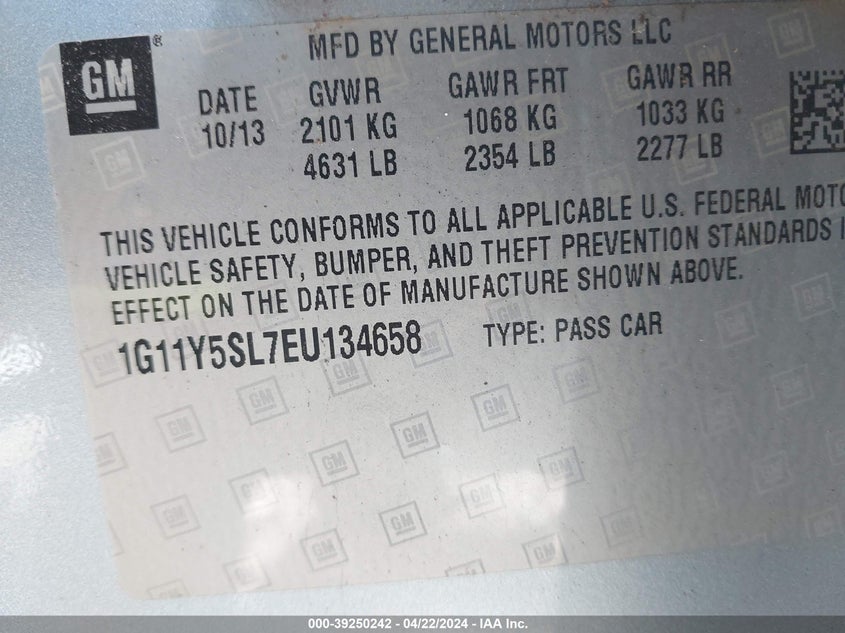 GM
MFD BY GENERAL MOTORS LLC
DATE GVWR GAWR FRT GAWR RR
10/13 2101 KG 1068 KG 1033 KG
4631 LB 2354 LB 2277 LB
THIS VEHICLE CONFORMS TO ALL APPLICABLE U.S. FEDERAL MOTO
VEHICLE SAFETY, BUMPER, AND THEFT PREVENTION STANDARDS I
EFFECT ON THE DATE OF MANUFACTURE SHOWN ABOVE.
1G11Y5SL7EU134658 TYPE: PASS CAR
000-39250242 - 04/22/2024 - IAA Inc.